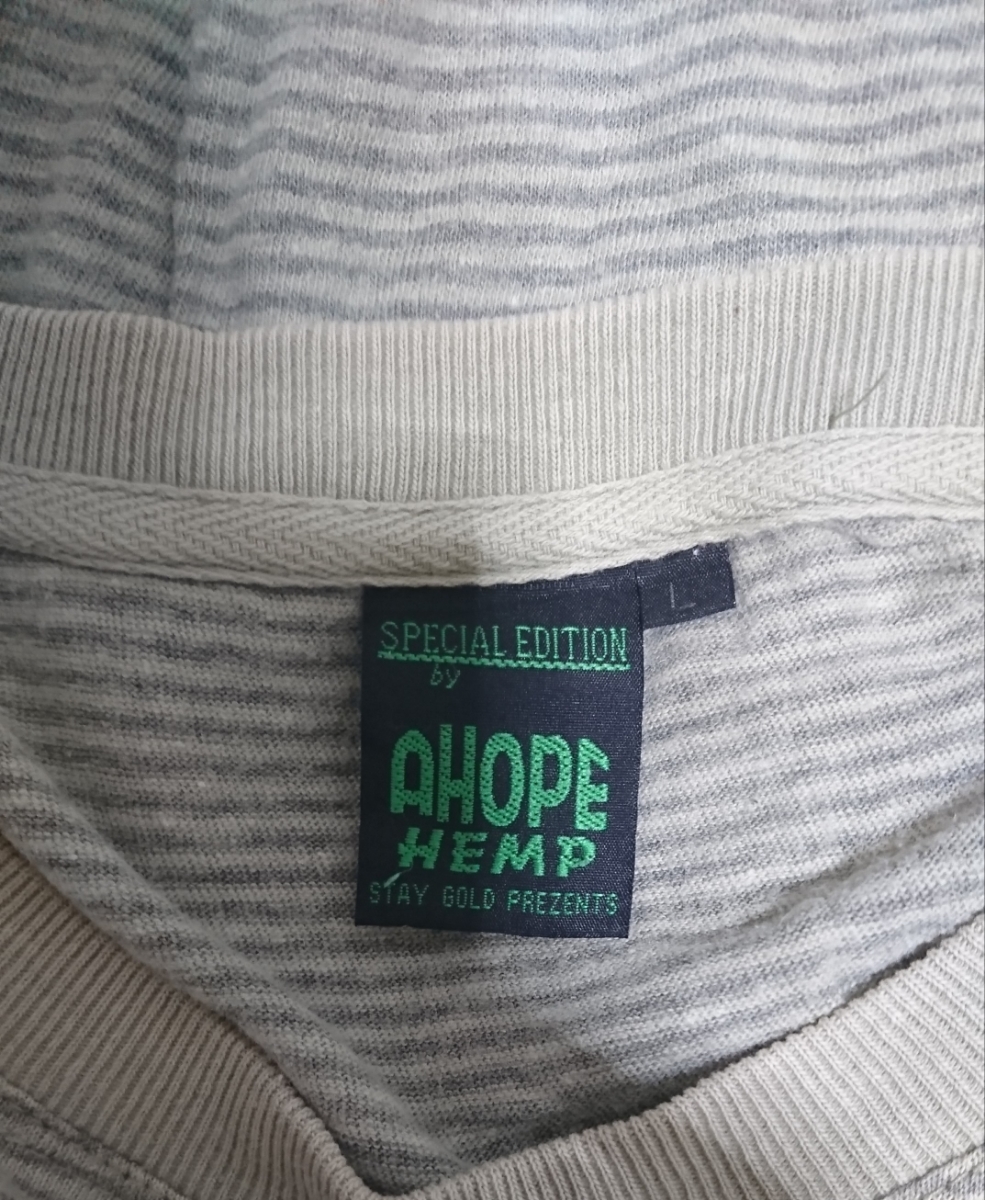 L
SPECIAL EDITION
by
AHOPE
HEMP
STAY GOLD PREZENTS